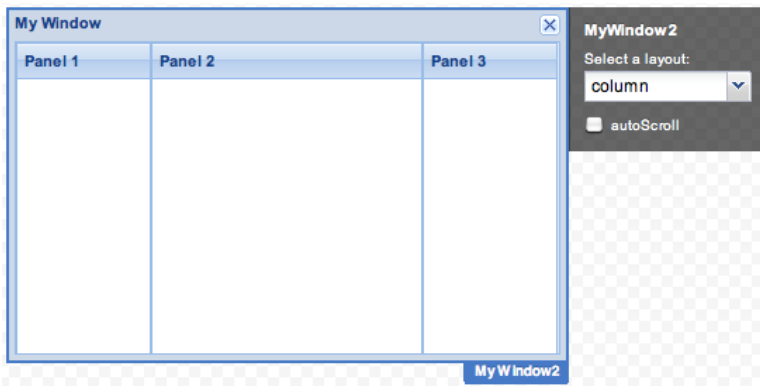 My Window
Panel 1
Panel 2
Panel 3
MyWindow2
MyWindow2
Select a layout:
column
autoScroll